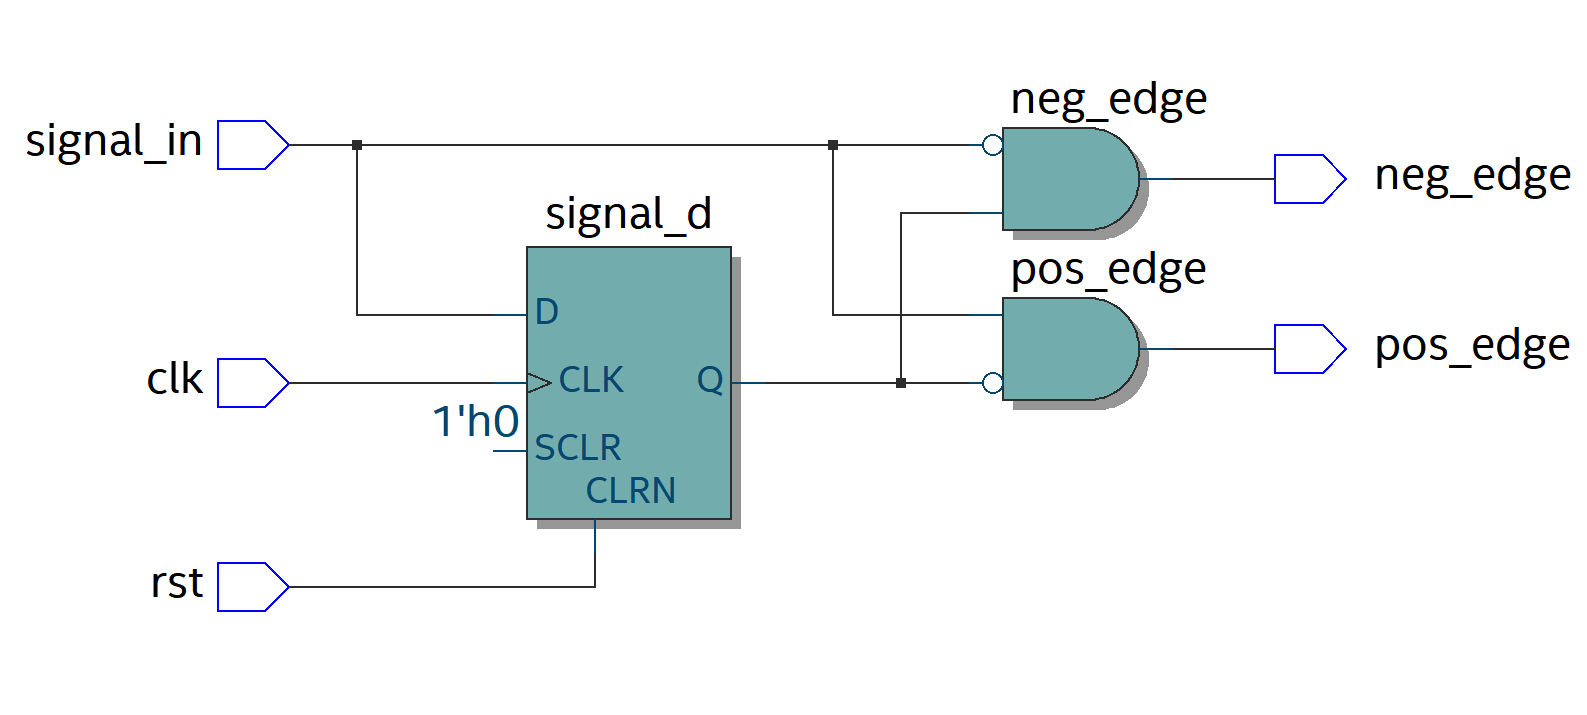 neg_edge
signal_in
neg_edge
signal_d
pos_edge
D
pos_edge
clk
CLK
Q
1'h0
SCLR
CLRN
rst